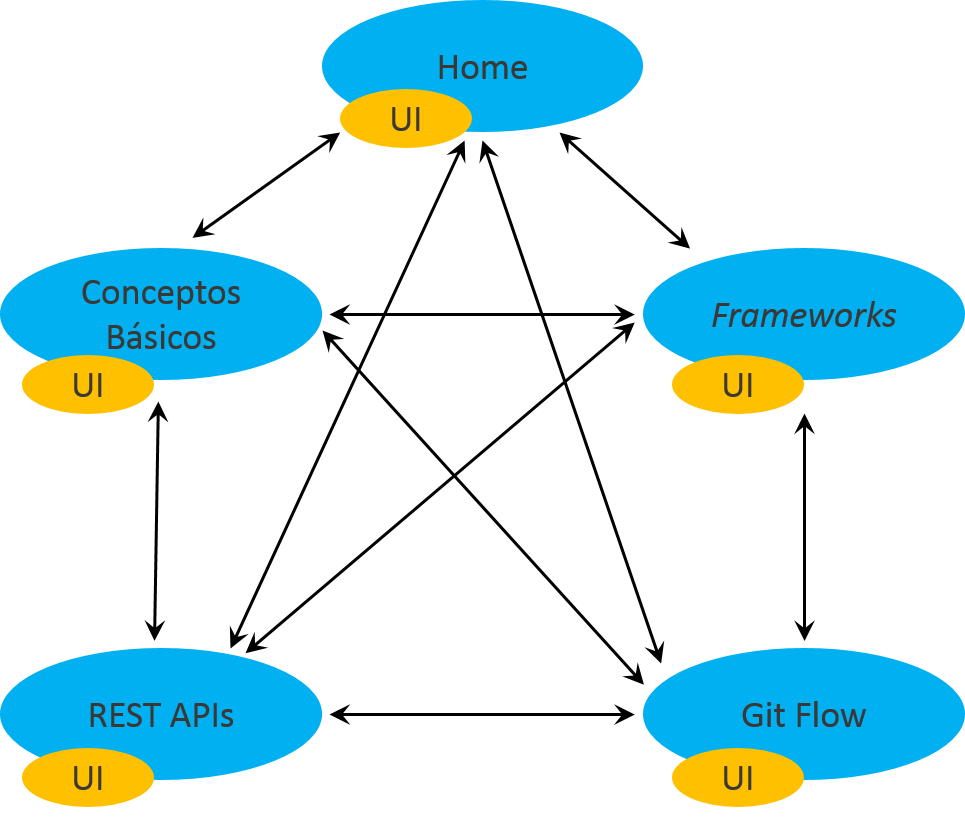 Home
UI
Conceptos
Básicos
UI
Frameworks
UI
REST APIs
UI
Git Flow
UI